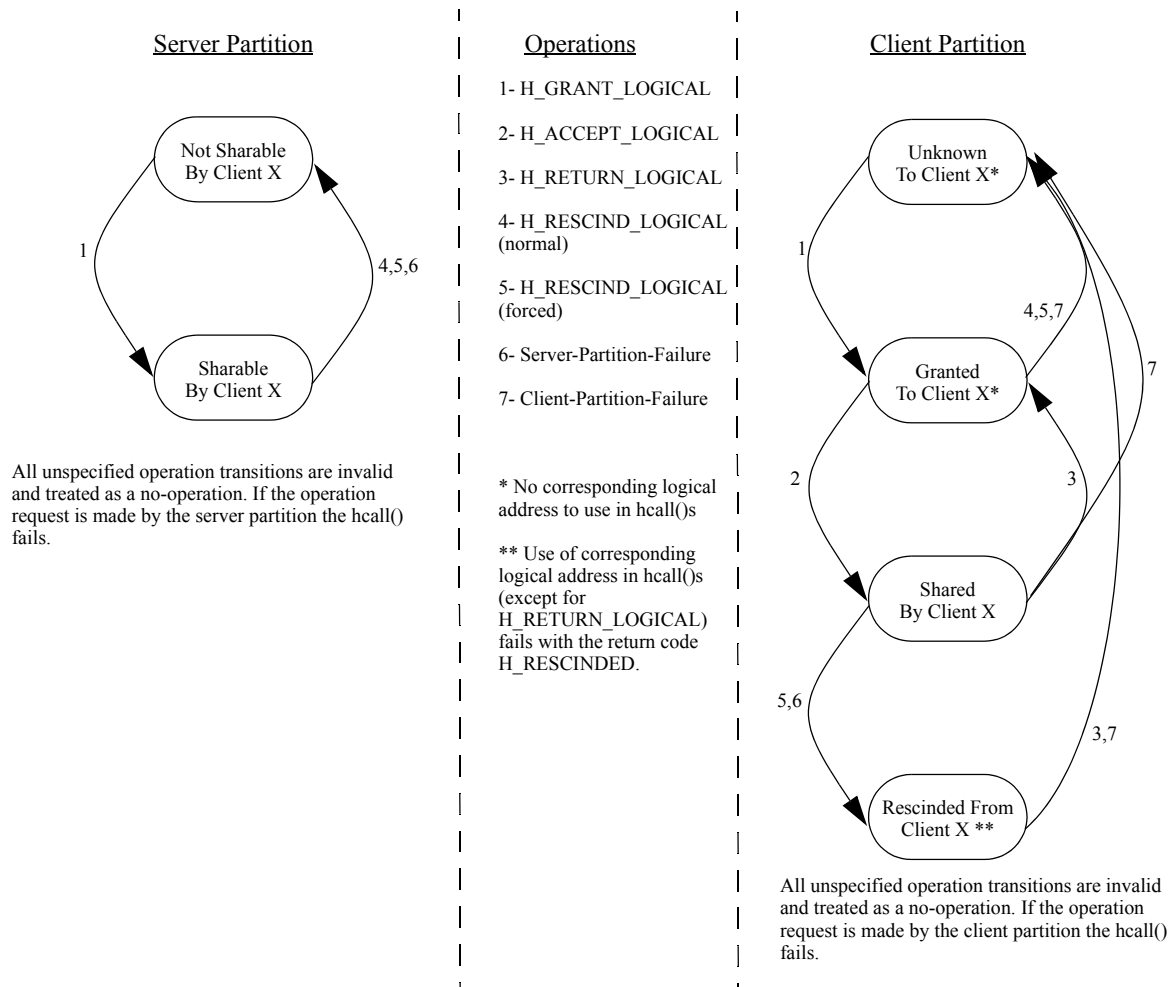 Server Partition
Not Sharable
By Client X
1
4,5,6
Sharable
By Client X
All unspecified operation transitions are invalid
and treated as a no-operation. If the operation
request is made by the server partition the hcall()
fails.
Operations
1- H_GRANT_LOGICAL
2- H_ACCEPT_LOGICAL
3- H_RETURN_LOGICAL
4- H_RESCIND_LOGICAL
(normal)
5- H_RESCIND_LOGICAL
(forced)
6- Server-Partition-Failure
7- Client-Partition-Failure
* No corresponding logical
address to use in hcall()s
** Use of corresponding
logical address in hcall()s
(except for
H_RETURN_LOGICAL)
fails with the return code
H_RESCINDED.
Client Partition
Unknown
To Client X*
1
4,5,7
7
Granted
To Client X*
2
3
Shared
By Client X
5,6
3,7
Rescinded From
Client X **
All unspecified operation transitions are invalid
and treated as a no-operation. If the operation
request is made by the client partition the hcall()
fails.